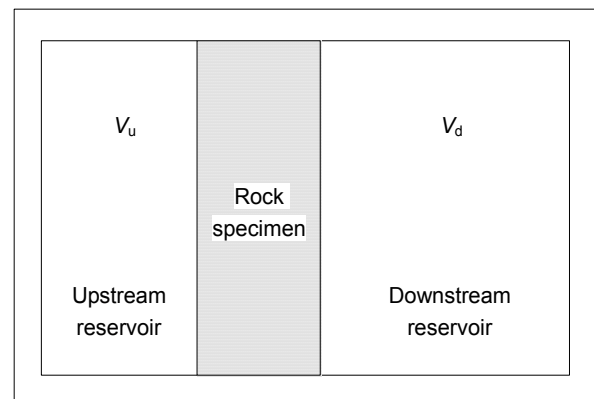 Vu
Vd
Rock
specimen
Upstream
reservoir
Downstream
reservoir